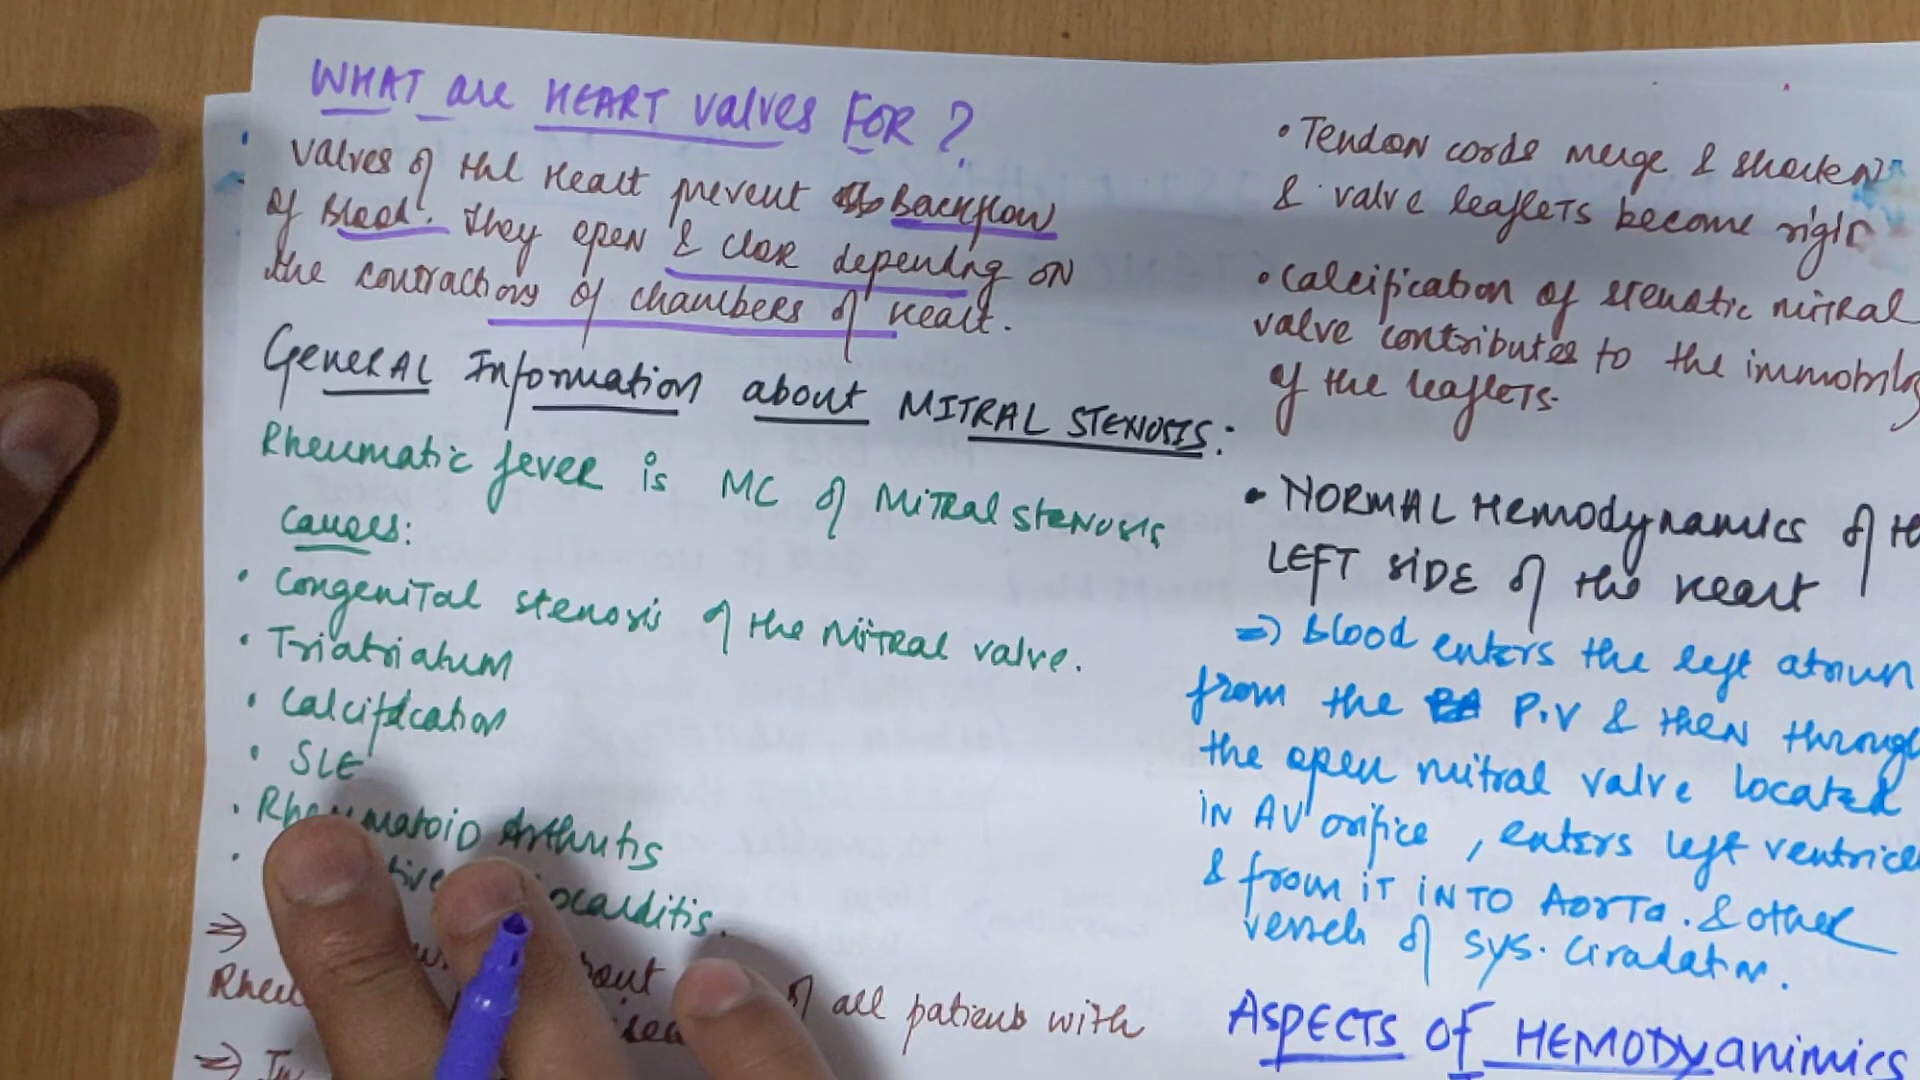 WHAT are HEART valves FOR?
valves of the Heart prevent Backflow
of Blood. They open & close depending on
the contractions of chambers of heart.
General Information about MITRAL STENOSIS:
Rheumatic fever is MC of Mitral stenosis
Causes:
• Congenital stenosis of the Mitral valve.
• Triatriatum
• Calcification
• SLE
• Rheumatoid Arthritis
•
⇒
of all patients with
⇒ In
• Tendon cords merge & shorten
& valve leaflets become rigid
• Calcification of stenotic mitral
valve contributes to the immobility
of the leaflets.
• NORMAL Hemodynamics of the
LEFT SIDE of the heart
⇒ Blood enters the left atrium
from the P.V & then through
the open mitral valve located
in AV orifice, enters left ventricle
& from it INTO Aorta. & other
vessels of sys. Circulation.
Aspects of HEMODyanimics